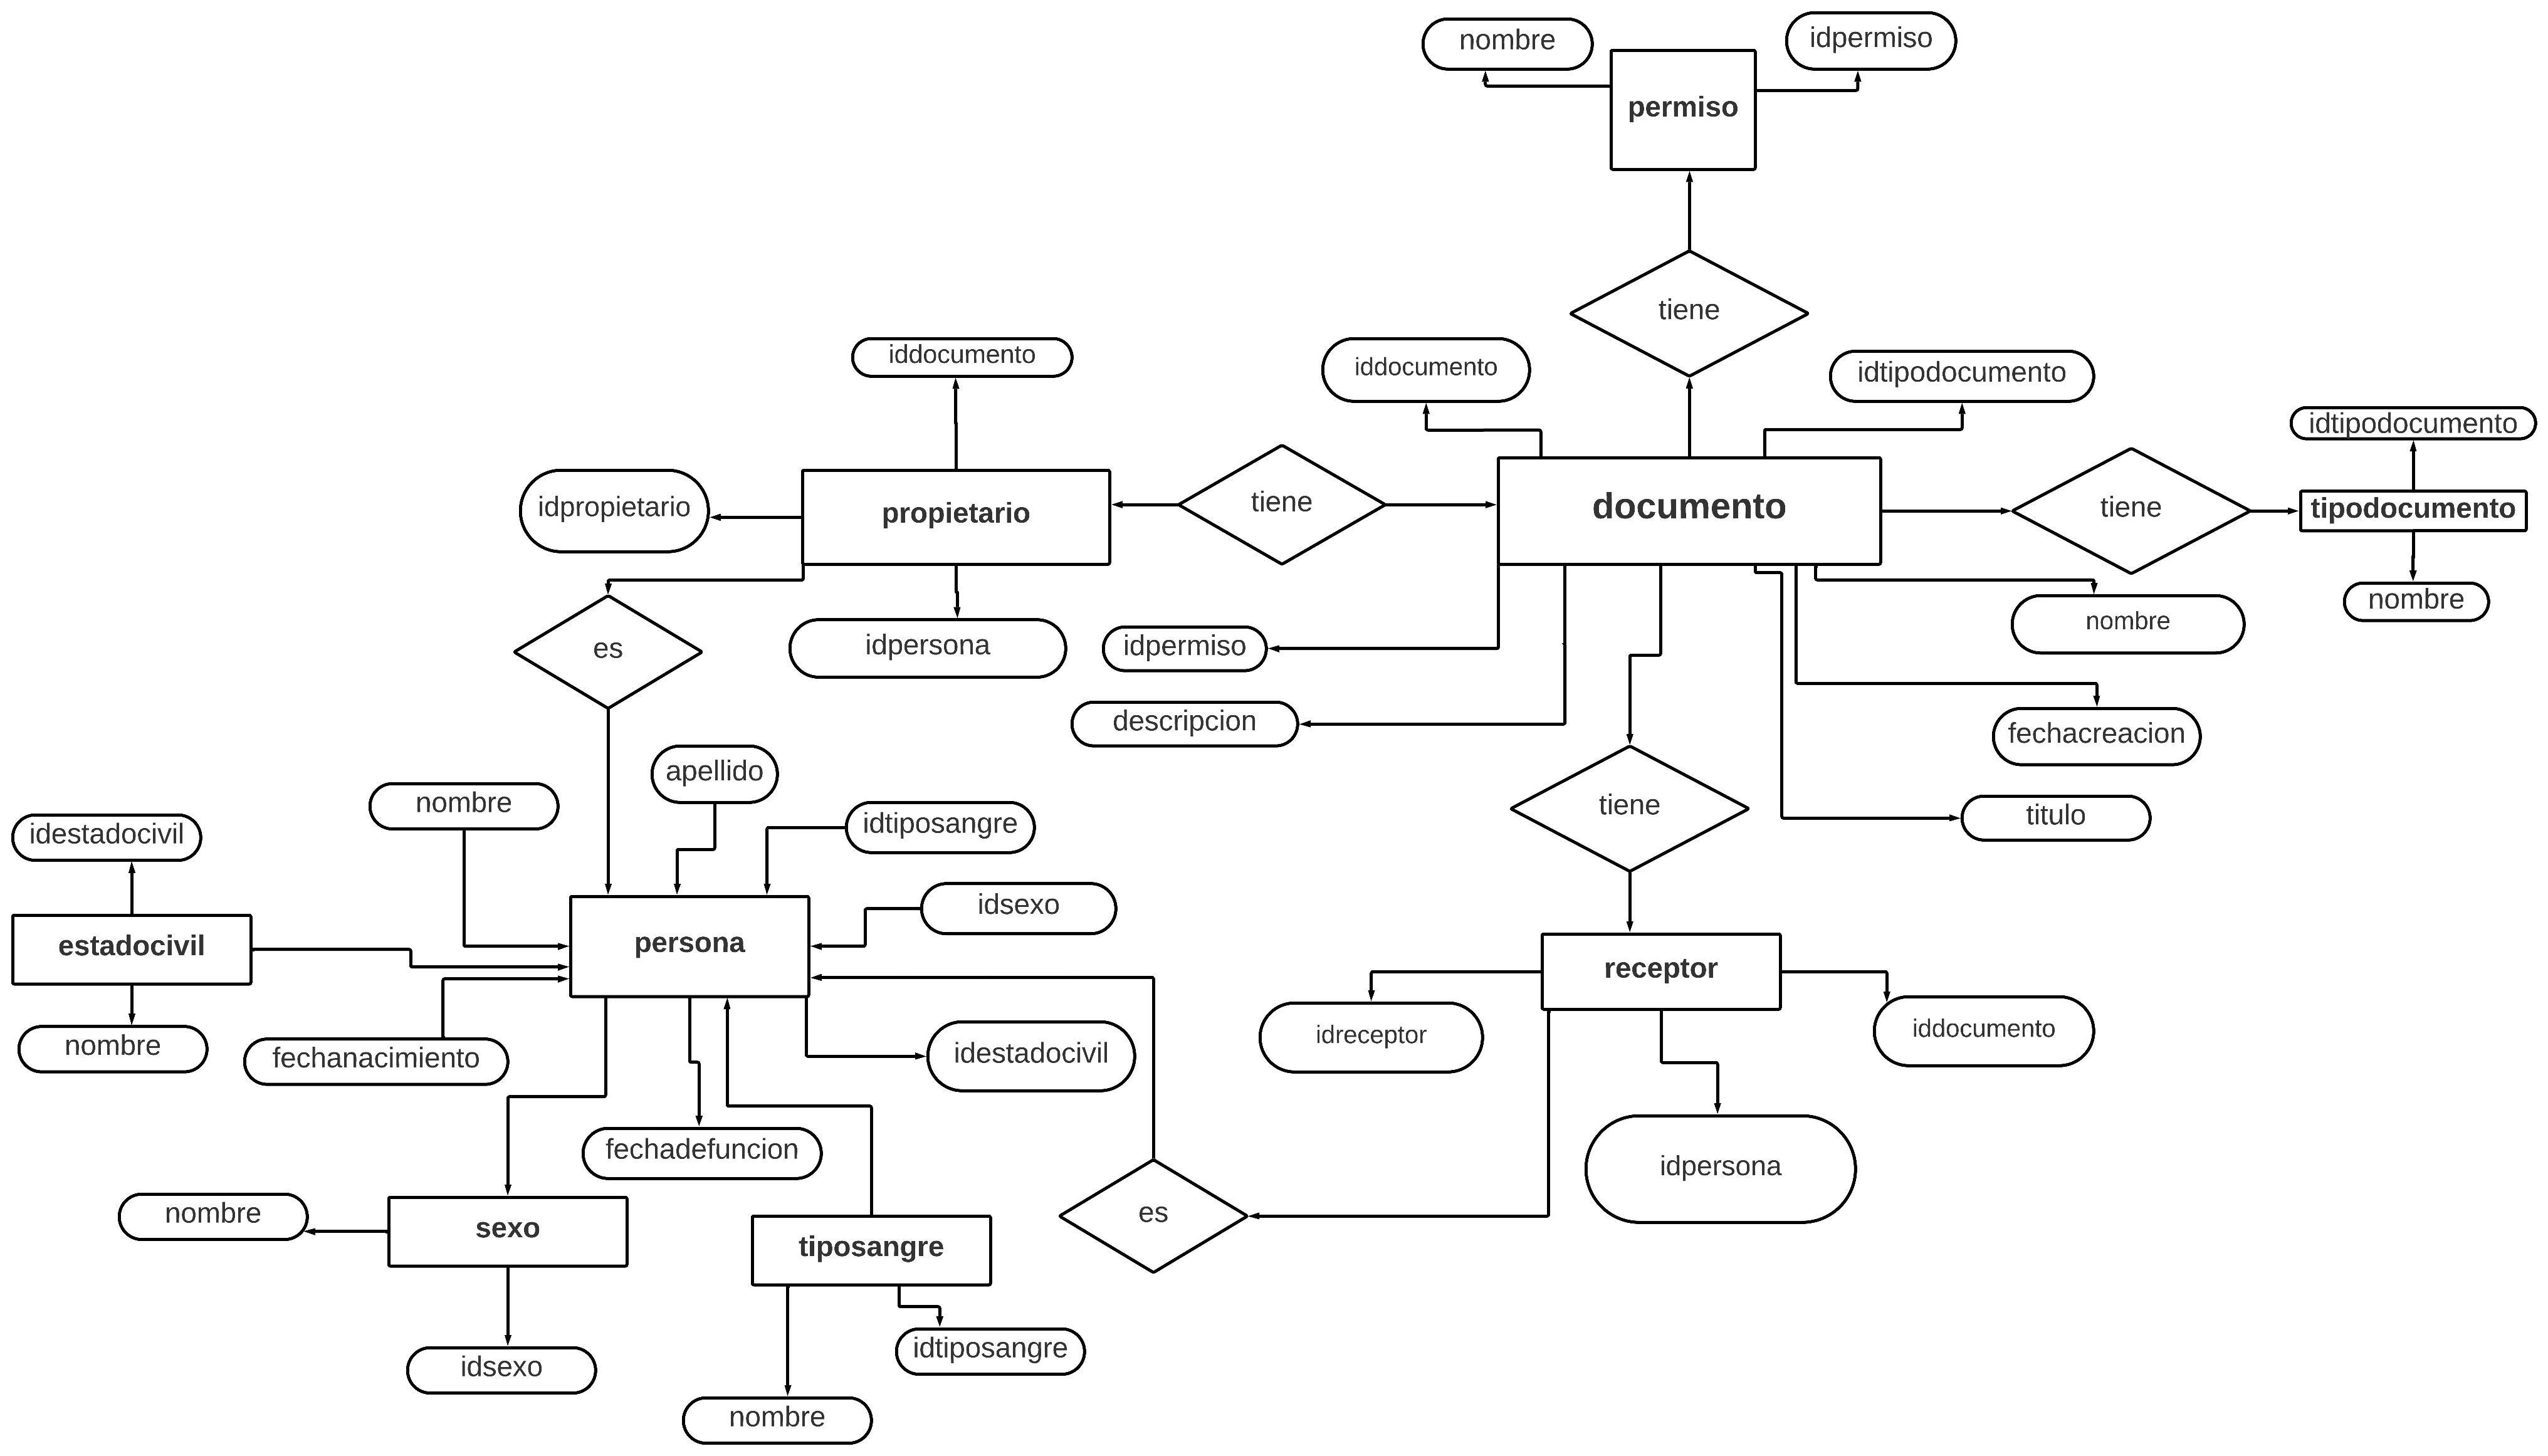 nombre
idpermiso
permiso
tiene
iddocumento
iddocumento
idtipodocumento
idtipodocumento
idpropietario
propietario
tiene
documento
tiene
tipodocumento
nombre
es
idpersona
idpermiso
nombre
descripcion
fechacreacion
apellido
nombre
idtiposangre
tiene
titulo
idestadocivil
idsexo
estadocivil
persona
receptor
nombre
fechanacimiento
idestadocivil
idreceptor
iddocumento
fechadefuncion
idpersona
nombre
sexo
tiposangre
es
idsexo
idtiposangre
nombre